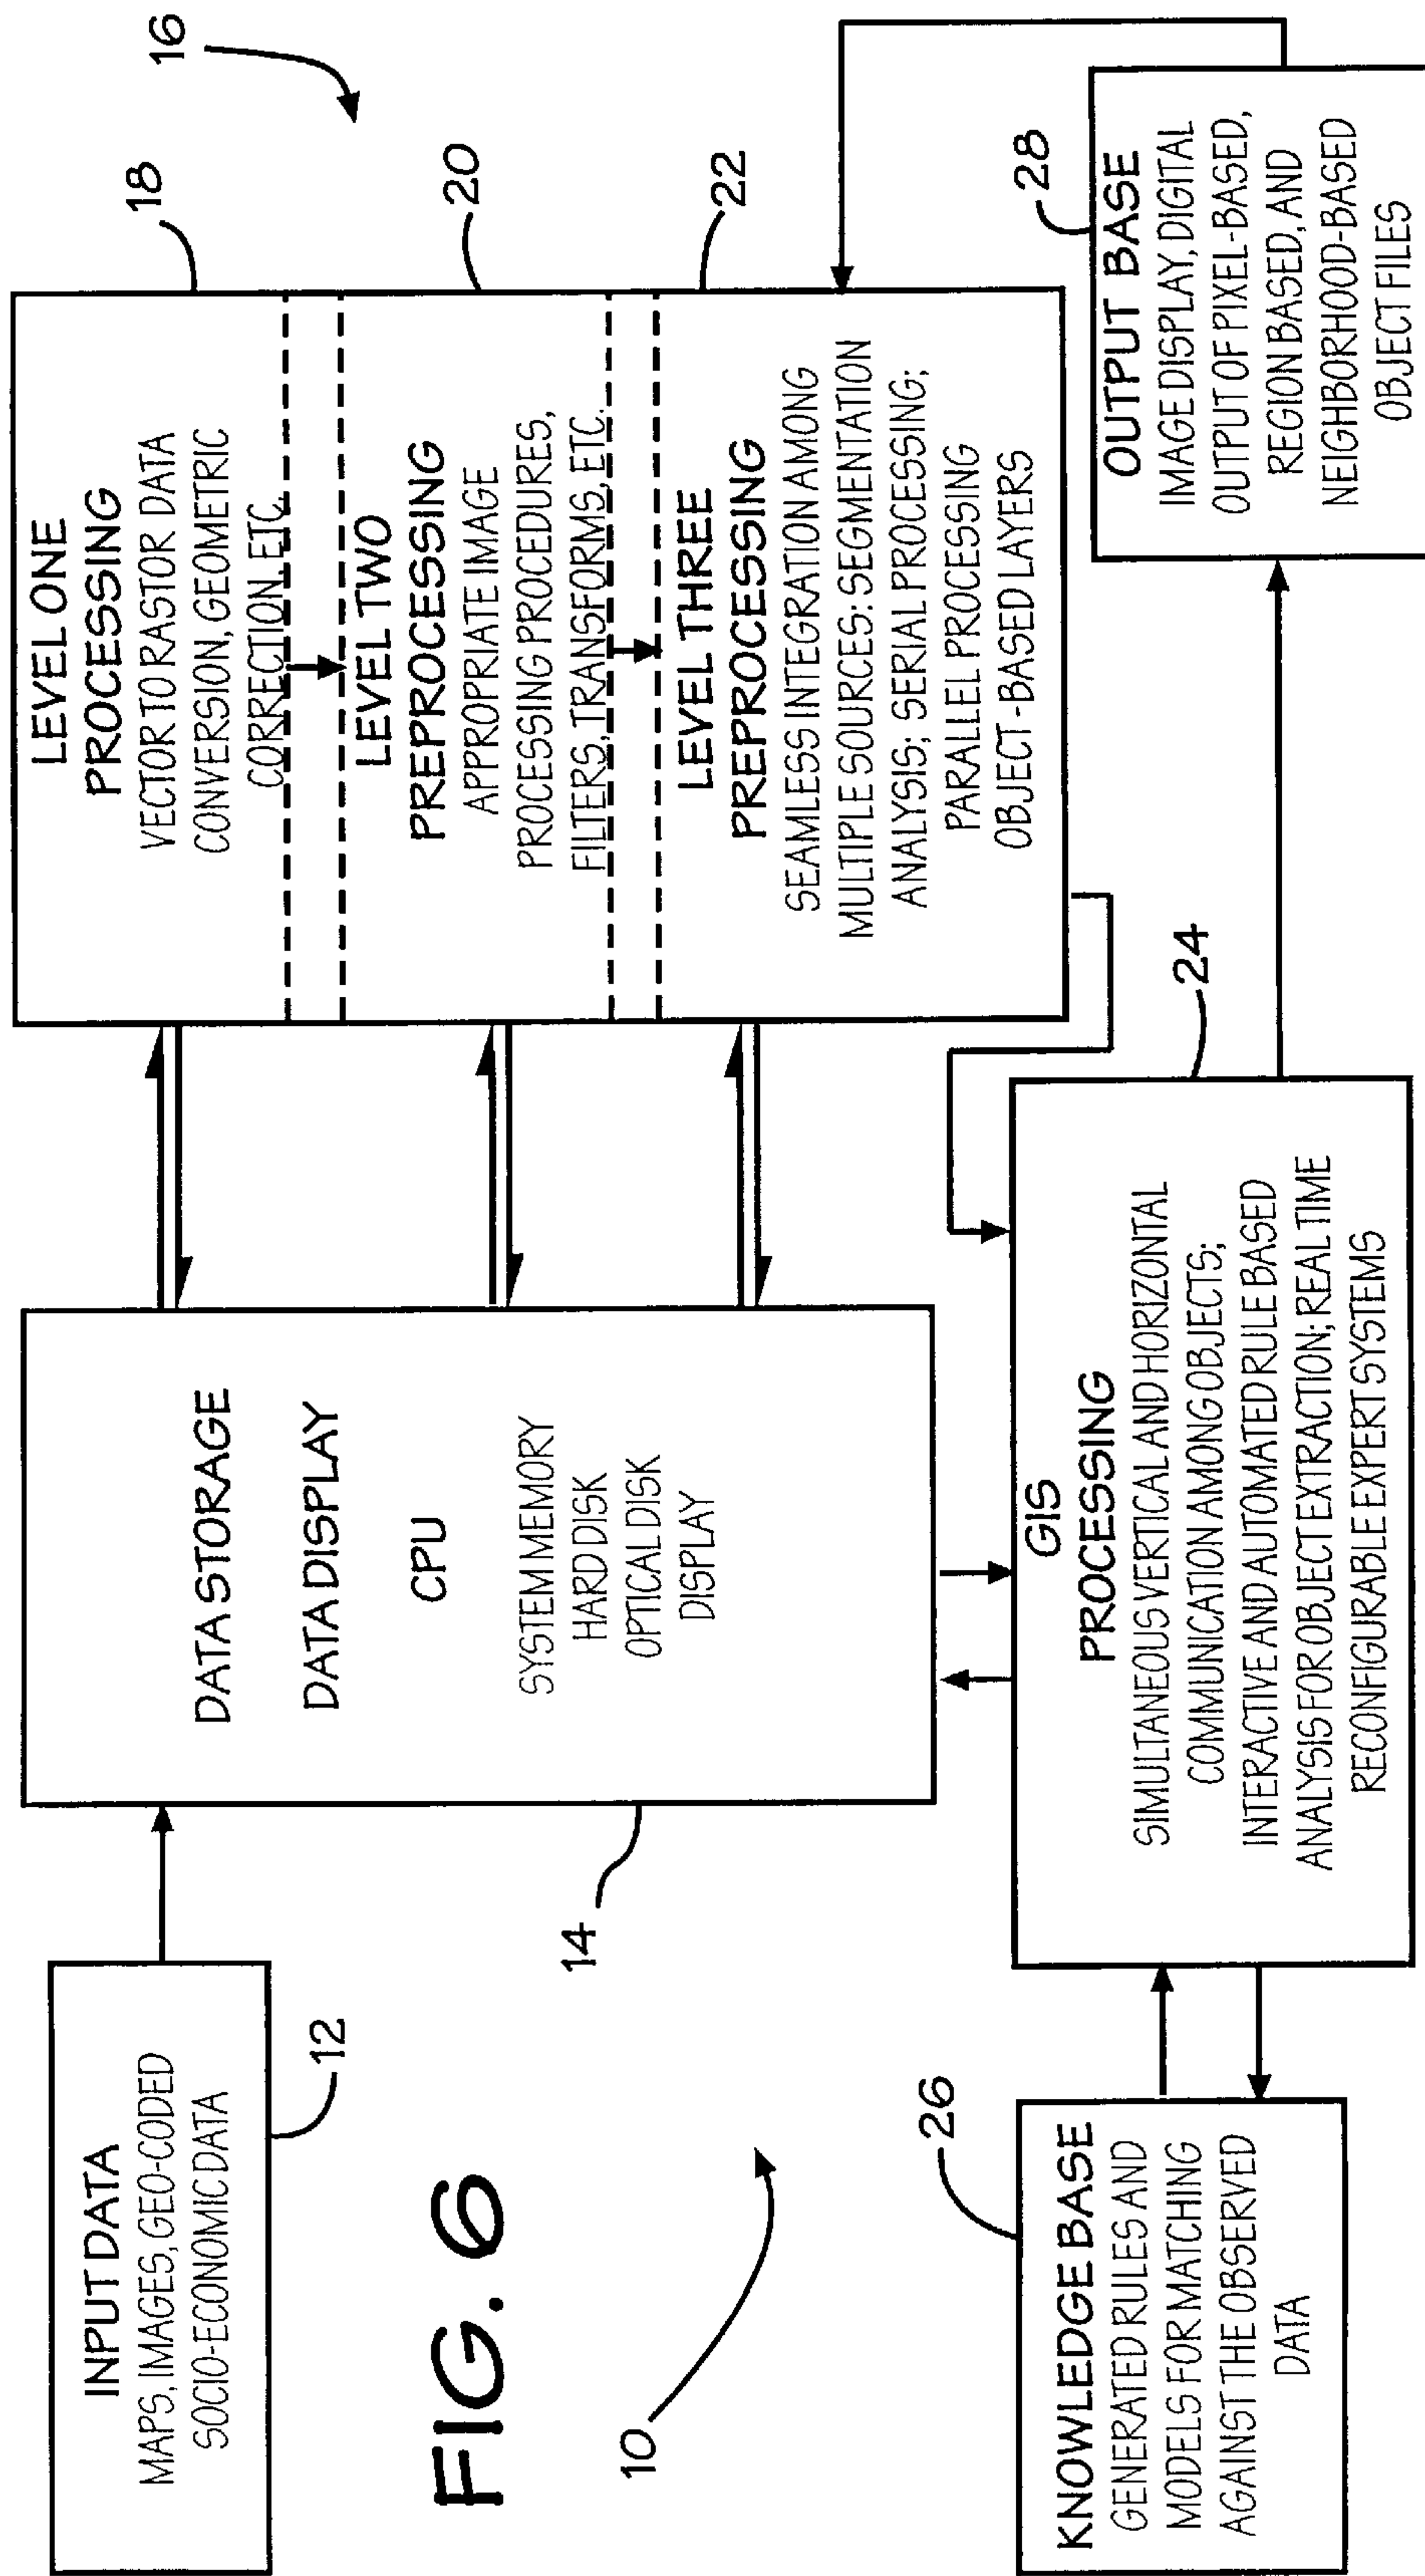 INPUT DATA
MAPS, IMAGES, GEO-CODED
SOCIO-ECONOMIC DATA
12
DATA STORAGE
DATA DISPLAY
CPU
SYSTEM MEMORY
HARD DISK
OPTICAL DISK
DISPLAY
14
16
LEVEL ONE
PROCESSING
VECTOR TO RASTOR DATA
CONVERSION, GEOMETRIC
CORRECTION, ETC.
18
LEVEL TWO
PREPROCESSING
APPROPRIATE IMAGE
PROCESSING PROCEDURES,
FILTERS, TRANSFORMS, ETC.
20
LEVEL THREE
PREPROCESSING
SEAMLESS INTEGRATION AMONG
MULTIPLE SOURCES: SEGMENTATION
ANALYSIS; SERIAL PROCESSING;
PARALLEL PROCESSING
OBJECT-BASED LAYERS
22
FIG. 6
10
KNOWLEDGE BASE
GENERATED RULES AND
MODELS FOR MATCHING
AGAINST THE OBSERVED
DATA
26
GIS
PROCESSING
SIMULTANEOUS VERTICAL AND HORIZONTAL
COMMUNICATION AMONG OBJECTS;
INTERACTIVE AND AUTOMATED RULE BASED
ANALYSIS FOR OBJECT EXTRACTION; REAL TIME
RECONFIGURABLE EXPERT SYSTEMS
24
OUTPUT BASE
IMAGE DISPLAY, DIGITAL
OUTPUT OF PIXEL-BASED,
REGION BASED, AND
NEIGHBORHOOD-BASED
OBJECT FILES
28